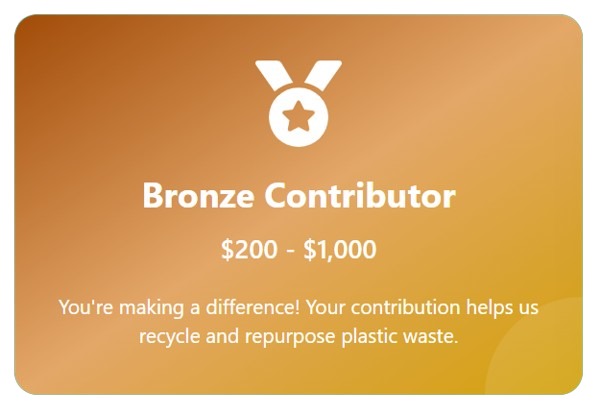 Bronze Contributor
$200 - $1,000
You're making a difference! Your contribution helps us
recycle and repurpose plastic waste.